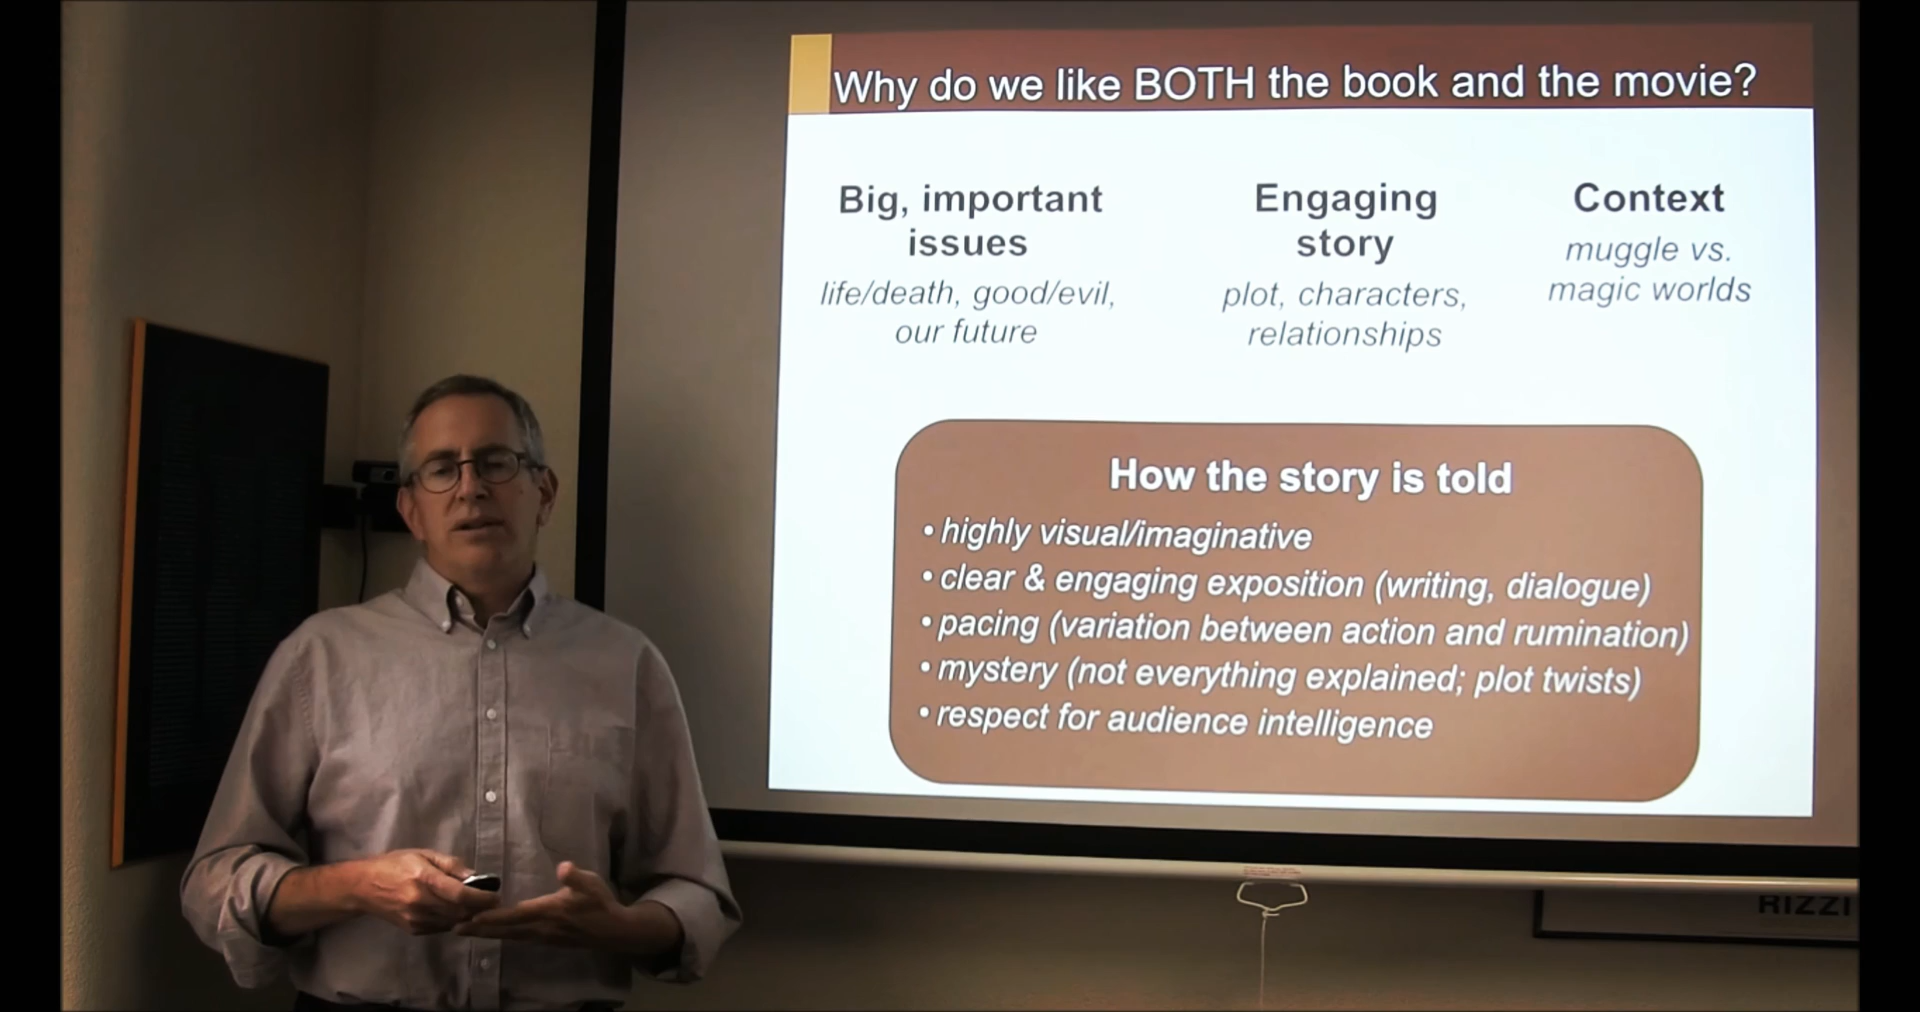 Why do we like BOTH the book and the movie?
Big, important
issues
life/death, good/evil,
our future
Engaging
story
plot, characters,
relationships
Context
muggle vs.
magic worlds
How the story is told
• highly visual/imaginative
• clear & engaging exposition (writing, dialogue)
• pacing (variation between action and rumination)
• mystery (not everything explained; plot twists)
• respect for audience intelligence
RIZZI